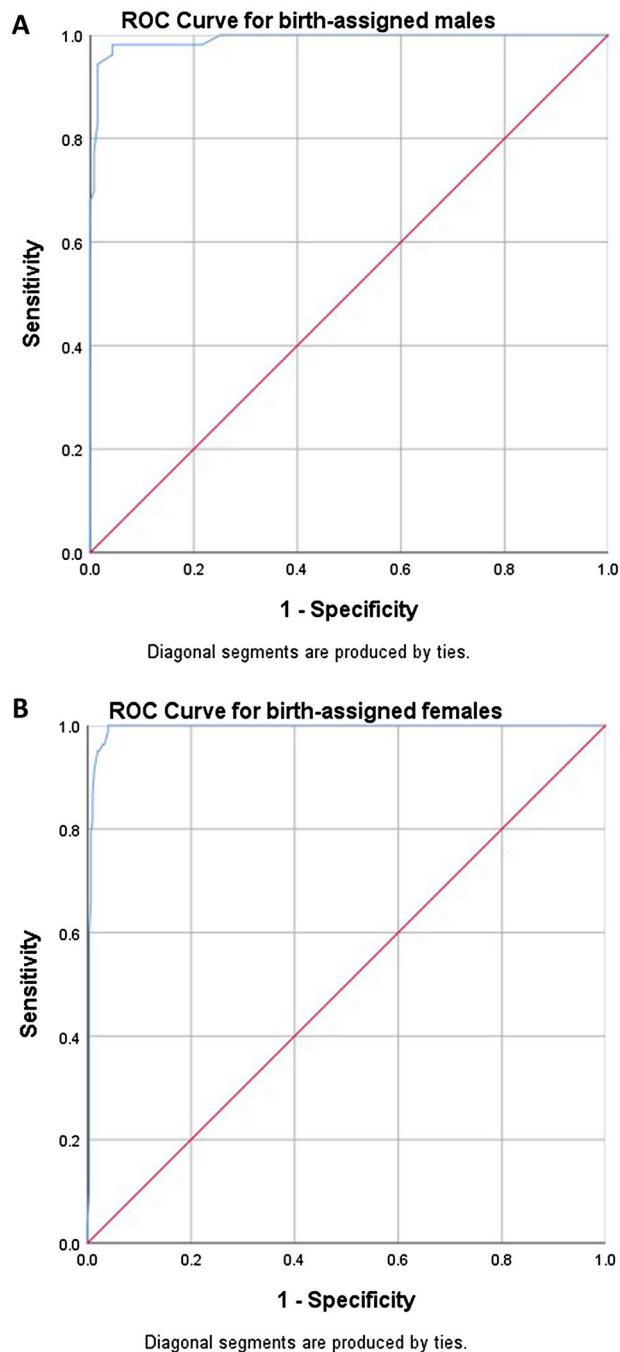 A
ROC Curve for birth-assigned males
1.0
0.8
0.6
0.4
0.2
0.0
Sensitivity
0.0 0.2 0.4 0.6 0.8 1.0
1 - Specificity
Diagonal segments are produced by ties.
B
ROC Curve for birth-assigned females
1.0
0.8
0.6
0.4
0.2
0.0
Sensitivity
0.0 0.2 0.4 0.6 0.8 1.0
1 - Specificity
Diagonal segments are produced by ties.